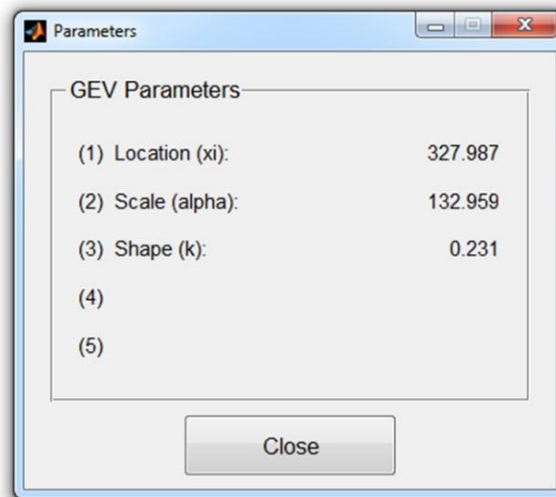 Parameters
GEV Parameters
(1) Location (xi): 327.987
(2) Scale (alpha): 132.959
(3) Shape (k): 0.231
(4)
(5)
Close